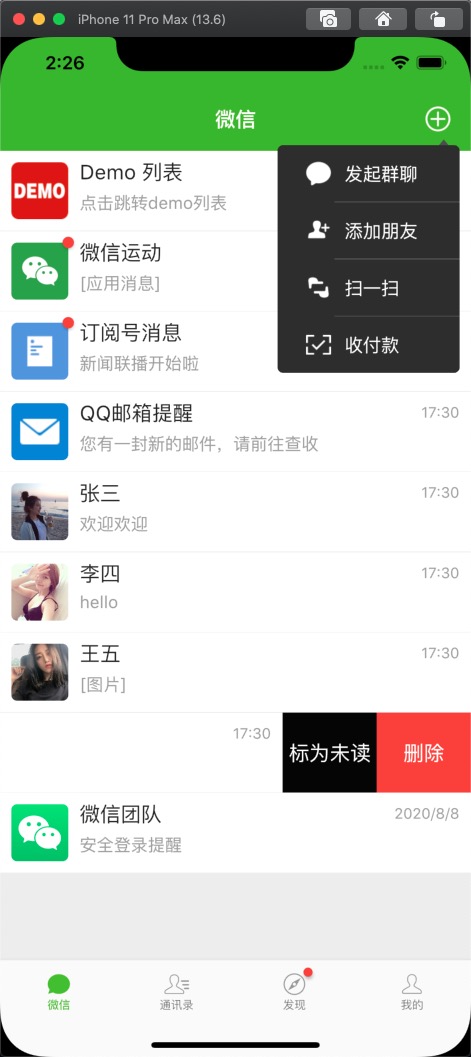 iPhone 11 Pro Max (13.6)
2:26
微信
发起群聊
添加朋友
扫一扫
收付款
DEMO
Demo 列表
点击跳转demo列表
微信运动
[应用消息]
订阅号消息
新闻联播开始啦
QQ邮箱提醒 17:30
您有一封新的邮件，请前往查收
张三 17:30
欢迎欢迎
李四 17:30
hello
王五 17:30
[图片]
17:30 标为未读 删除
微信团队 2020/8/8
安全登录提醒
微信 通讯录 发现 我的